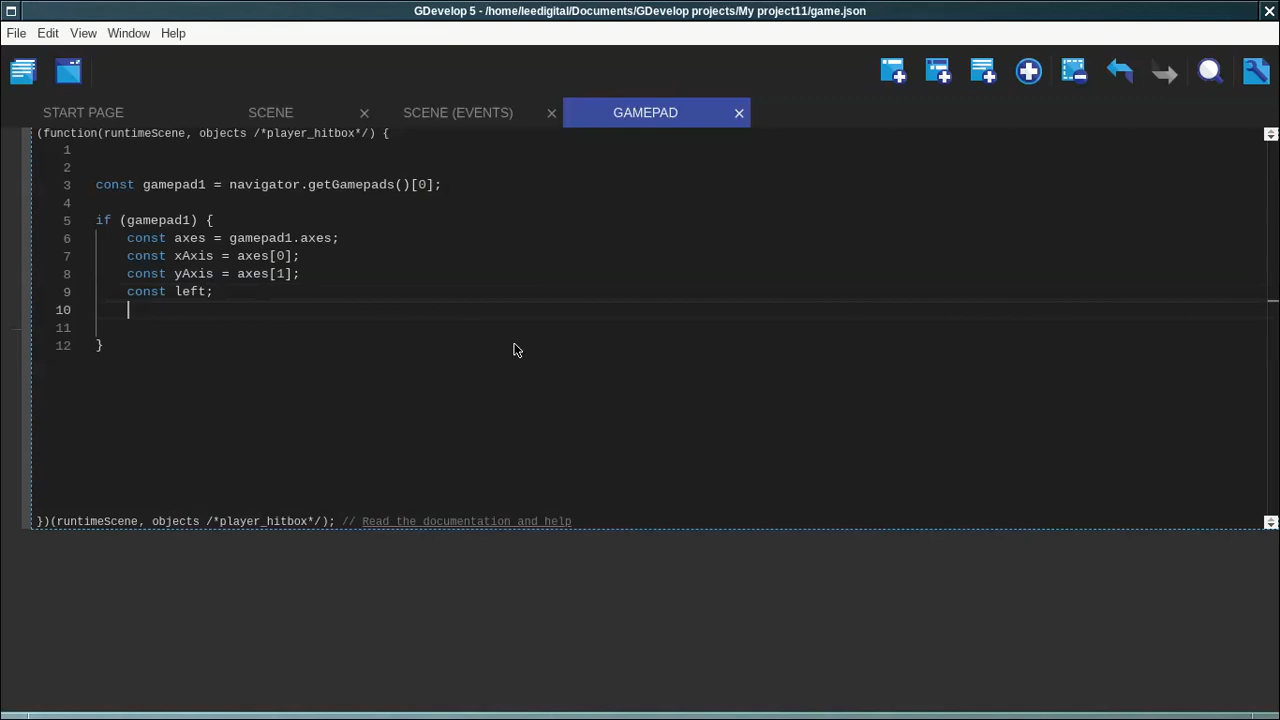 GDevelop 5 - /home/leedigital/Documents/GDevelop projects/My project11/game.json
File Edit View Window Help
START PAGE SCENE SCENE (EVENTS) GAMEPAD
(function(runtimeScene, objects /*player_hitbox*/) {
1
2
3 const gamepad1 = navigator.getGamepads()[0];
4
5 if (gamepad1) {
6 const axes = gamepad1.axes;
7 const xAxis = axes[0];
8 const yAxis = axes[1];
9 const left;
10
11
12 }
})(runtimeScene, objects /*player_hitbox*/); // Read the documentation and help